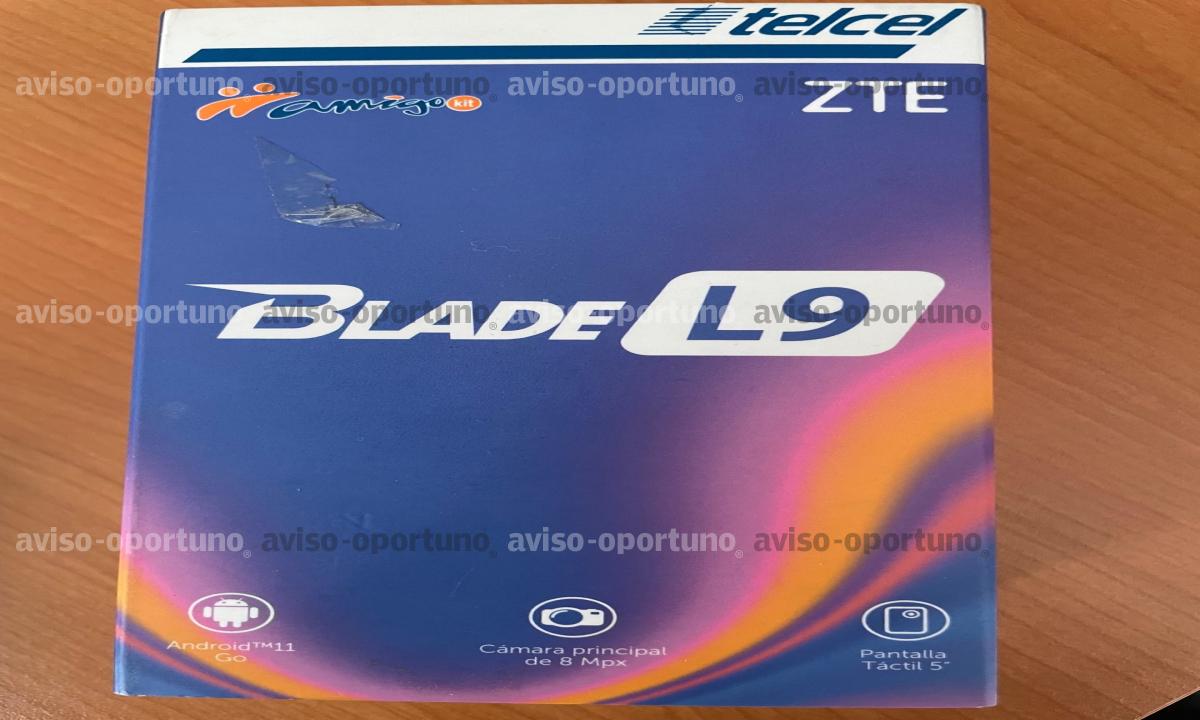 telcel
aviso-oportuno® aviso-oportuno® aviso-oportuno® aviso-oportuno®
amigo kit
ZTE
BLADE L9
aviso-oportuno® aviso-oportuno® aviso-oportuno® aviso-oportuno®
aviso-oportuno® aviso-oportuno® aviso-oportuno® aviso-oportuno®
Android™11
Go
Cámara principal
de 8 Mpx
Pantalla
Táctil 5"